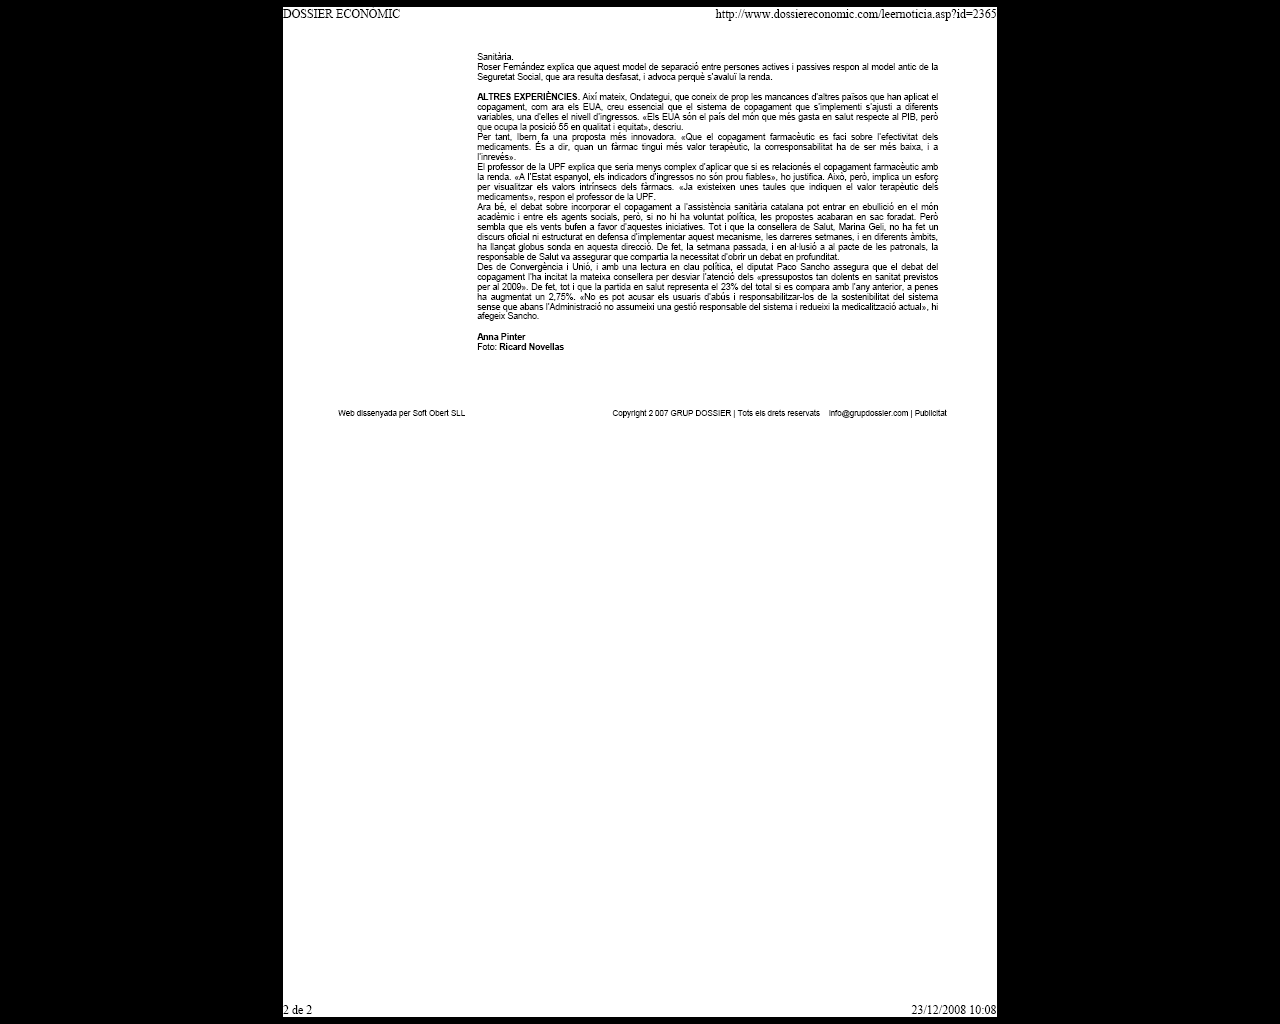 DOSSIER ECONÒMIC http://www.dossiereconomic.com/leernoticia.asp?id=2365
Sanitària.
Roser Fernández explica que aquest model de separació entre persones actives i passives respon al model antic de la
Seguretat Social, que ara resulta desfasat, i advoca perquè s'avaluï la renda.
ALTRES EXPERIÈNCIES. Així mateix, Ondategui, que coneix de prop les mancances d'altres països que han aplicat el
copagament, com ara els EUA, creu essencial que el sistema de copagament que s'implementi s'ajusti a diferents
variables, una d'elles el nivell d'ingressos. «Els EUA són el país del món que més gasta en salut respecte al PIB, però
que ocupa la posició 55 en qualitat i equitat», descriu.
Per tant, Ibern fa una proposta més innovadora. «Que el copagament farmacèutic es faci sobre l'efectivitat dels
medicaments. És a dir, quan un fàrmac tingui més valor terapèutic, la corresponsabilitat ha de ser més baixa, i a
l'inrevés».
El professor de la UPF explica que seria menys complex d'aplicar que si es relacionés el copagament farmacèutic amb
la renda. «A l'Estat espanyol, els indicadors d'ingressos no són prou fiables», ho justifica. Això, però, implica un esforç
per visualitzar els valors intrínsecs dels fàrmacs. «Ja existeixen unes taules que indiquen el valor terapèutic dels
medicaments», respon el professor de la UPF.
Ara bé, el debat sobre incorporar el copagament a l'assistència sanitària catalana pot entrar en ebullició en el món
acadèmic i entre els agents socials, però, si no hi ha voluntat política, les propostes acabaran en sac foradat. Però
sembla que els vents bufen a favor d'aquestes iniciatives. Tot i que la consellera de Salut, Marina Geli, no ha fet un
discurs oficial ni estructurat en defensa d'implementar aquest mecanisme, les darreres setmanes, i en diferents àmbits,
ha llançat globus sonda en aquesta direcció. De fet, la setmana passada, i en al·lusió a al pacte de les patronals, la
responsable de Salut va assegurar que compartia la necessitat d'obrir un debat en profunditat.
Des de Convergència i Unió, i amb una lectura en clau política, el diputat Paco Sancho assegura que el debat del
copagament l'ha incitat la mateixa consellera per desviar l'atenció dels «pressupostos tan dolents en sanitat previstos
per al 2009». De fet, tot i que la partida en salut representa el 23% del total si es compara amb l'any anterior, a penes
ha augmentat un 2,75%. «No es pot acusar els usuaris d'abús i responsabilitzar-los de la sostenibilitat del sistema
sense que abans l'Administració no assumeixi una gestió responsable del sistema i redueixi la medicalització actual», hi
afegeix Sancho.
Anna Pinter
Foto: Ricard Novellas
Web dissenyada per Soft Obert SLL Copyright 2007 GRUP DOSSIER | Tots els drets reservats info@grupdossier.com | Publicitat
2 de 2 23/12/2008 10:08